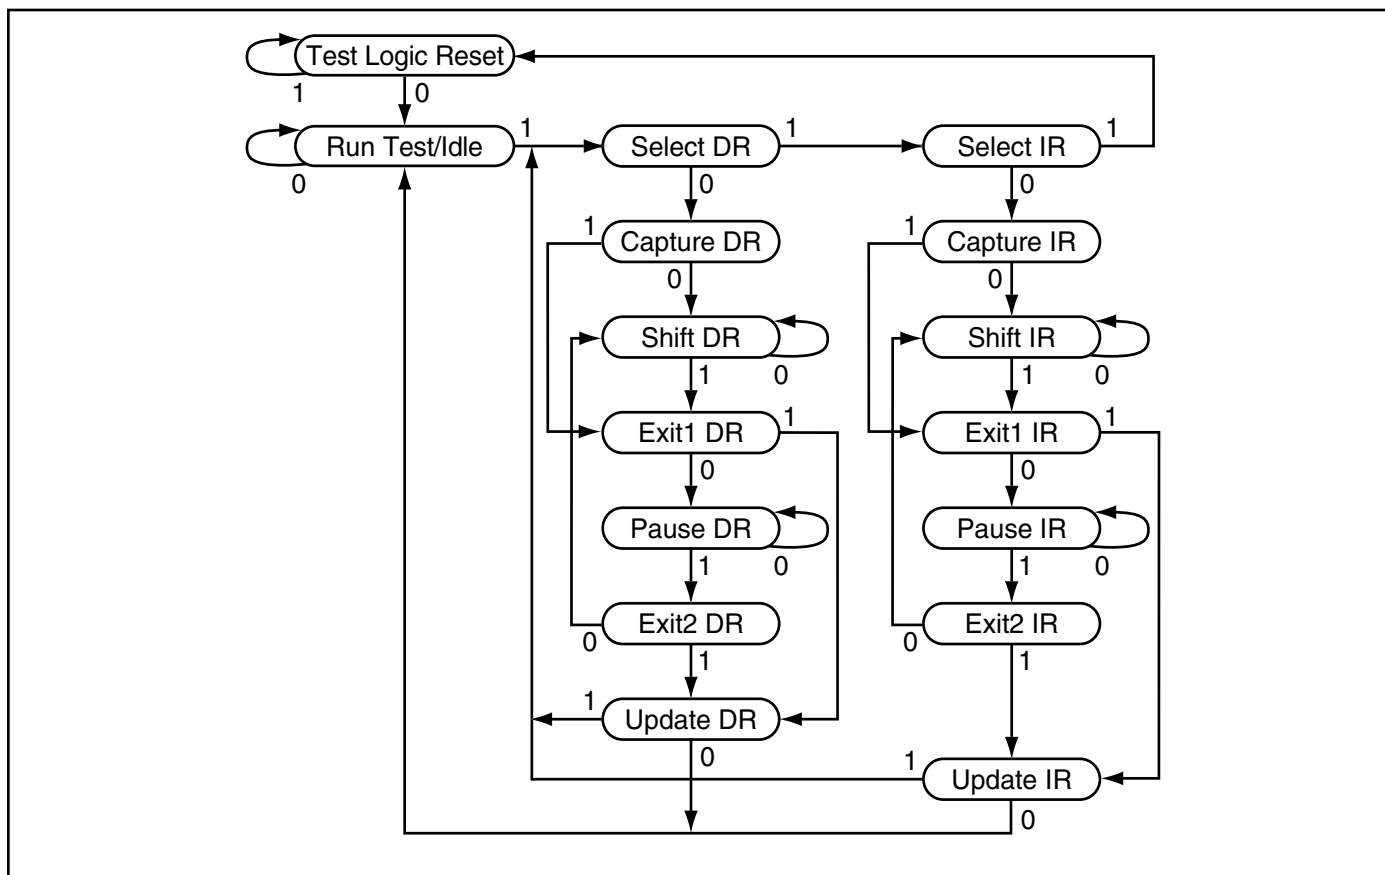 Test Logic Reset
1 0
Run Test/Idle 1 Select DR 1 Select IR 1
0 0 0
1 Capture DR 1 Capture IR
0 0
Shift DR Shift IR
1 0 1 0
Exit1 DR 1 Exit1 IR 1
0 0
Pause DR Pause IR
1 0 1 0
Exit2 DR Exit2 IR
0 1 0 1
1 Update DR
0 1 Update IR
0